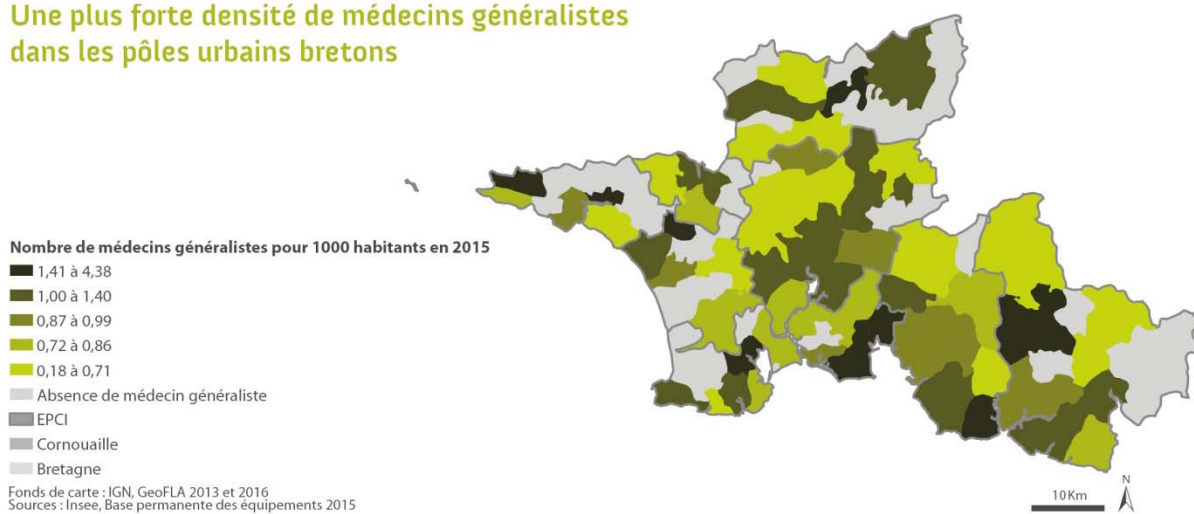 Une plus forte densité de médecins généralistes
dans les pôles urbains bretons
Nombre de médecins généralistes pour 1000 habitants en 2015
1,41 à 4,38
1,00 à 1,40
0,87 à 0,99
0,72 à 0,86
0,18 à 0,71
Absence de médecin généraliste
EPCI
Cornouaille
Bretagne
Fonds de carte : IGN, GeoFLA 2013 et 2016
Sources : Insee, Base permanente des équipements 2015
10 Km
N